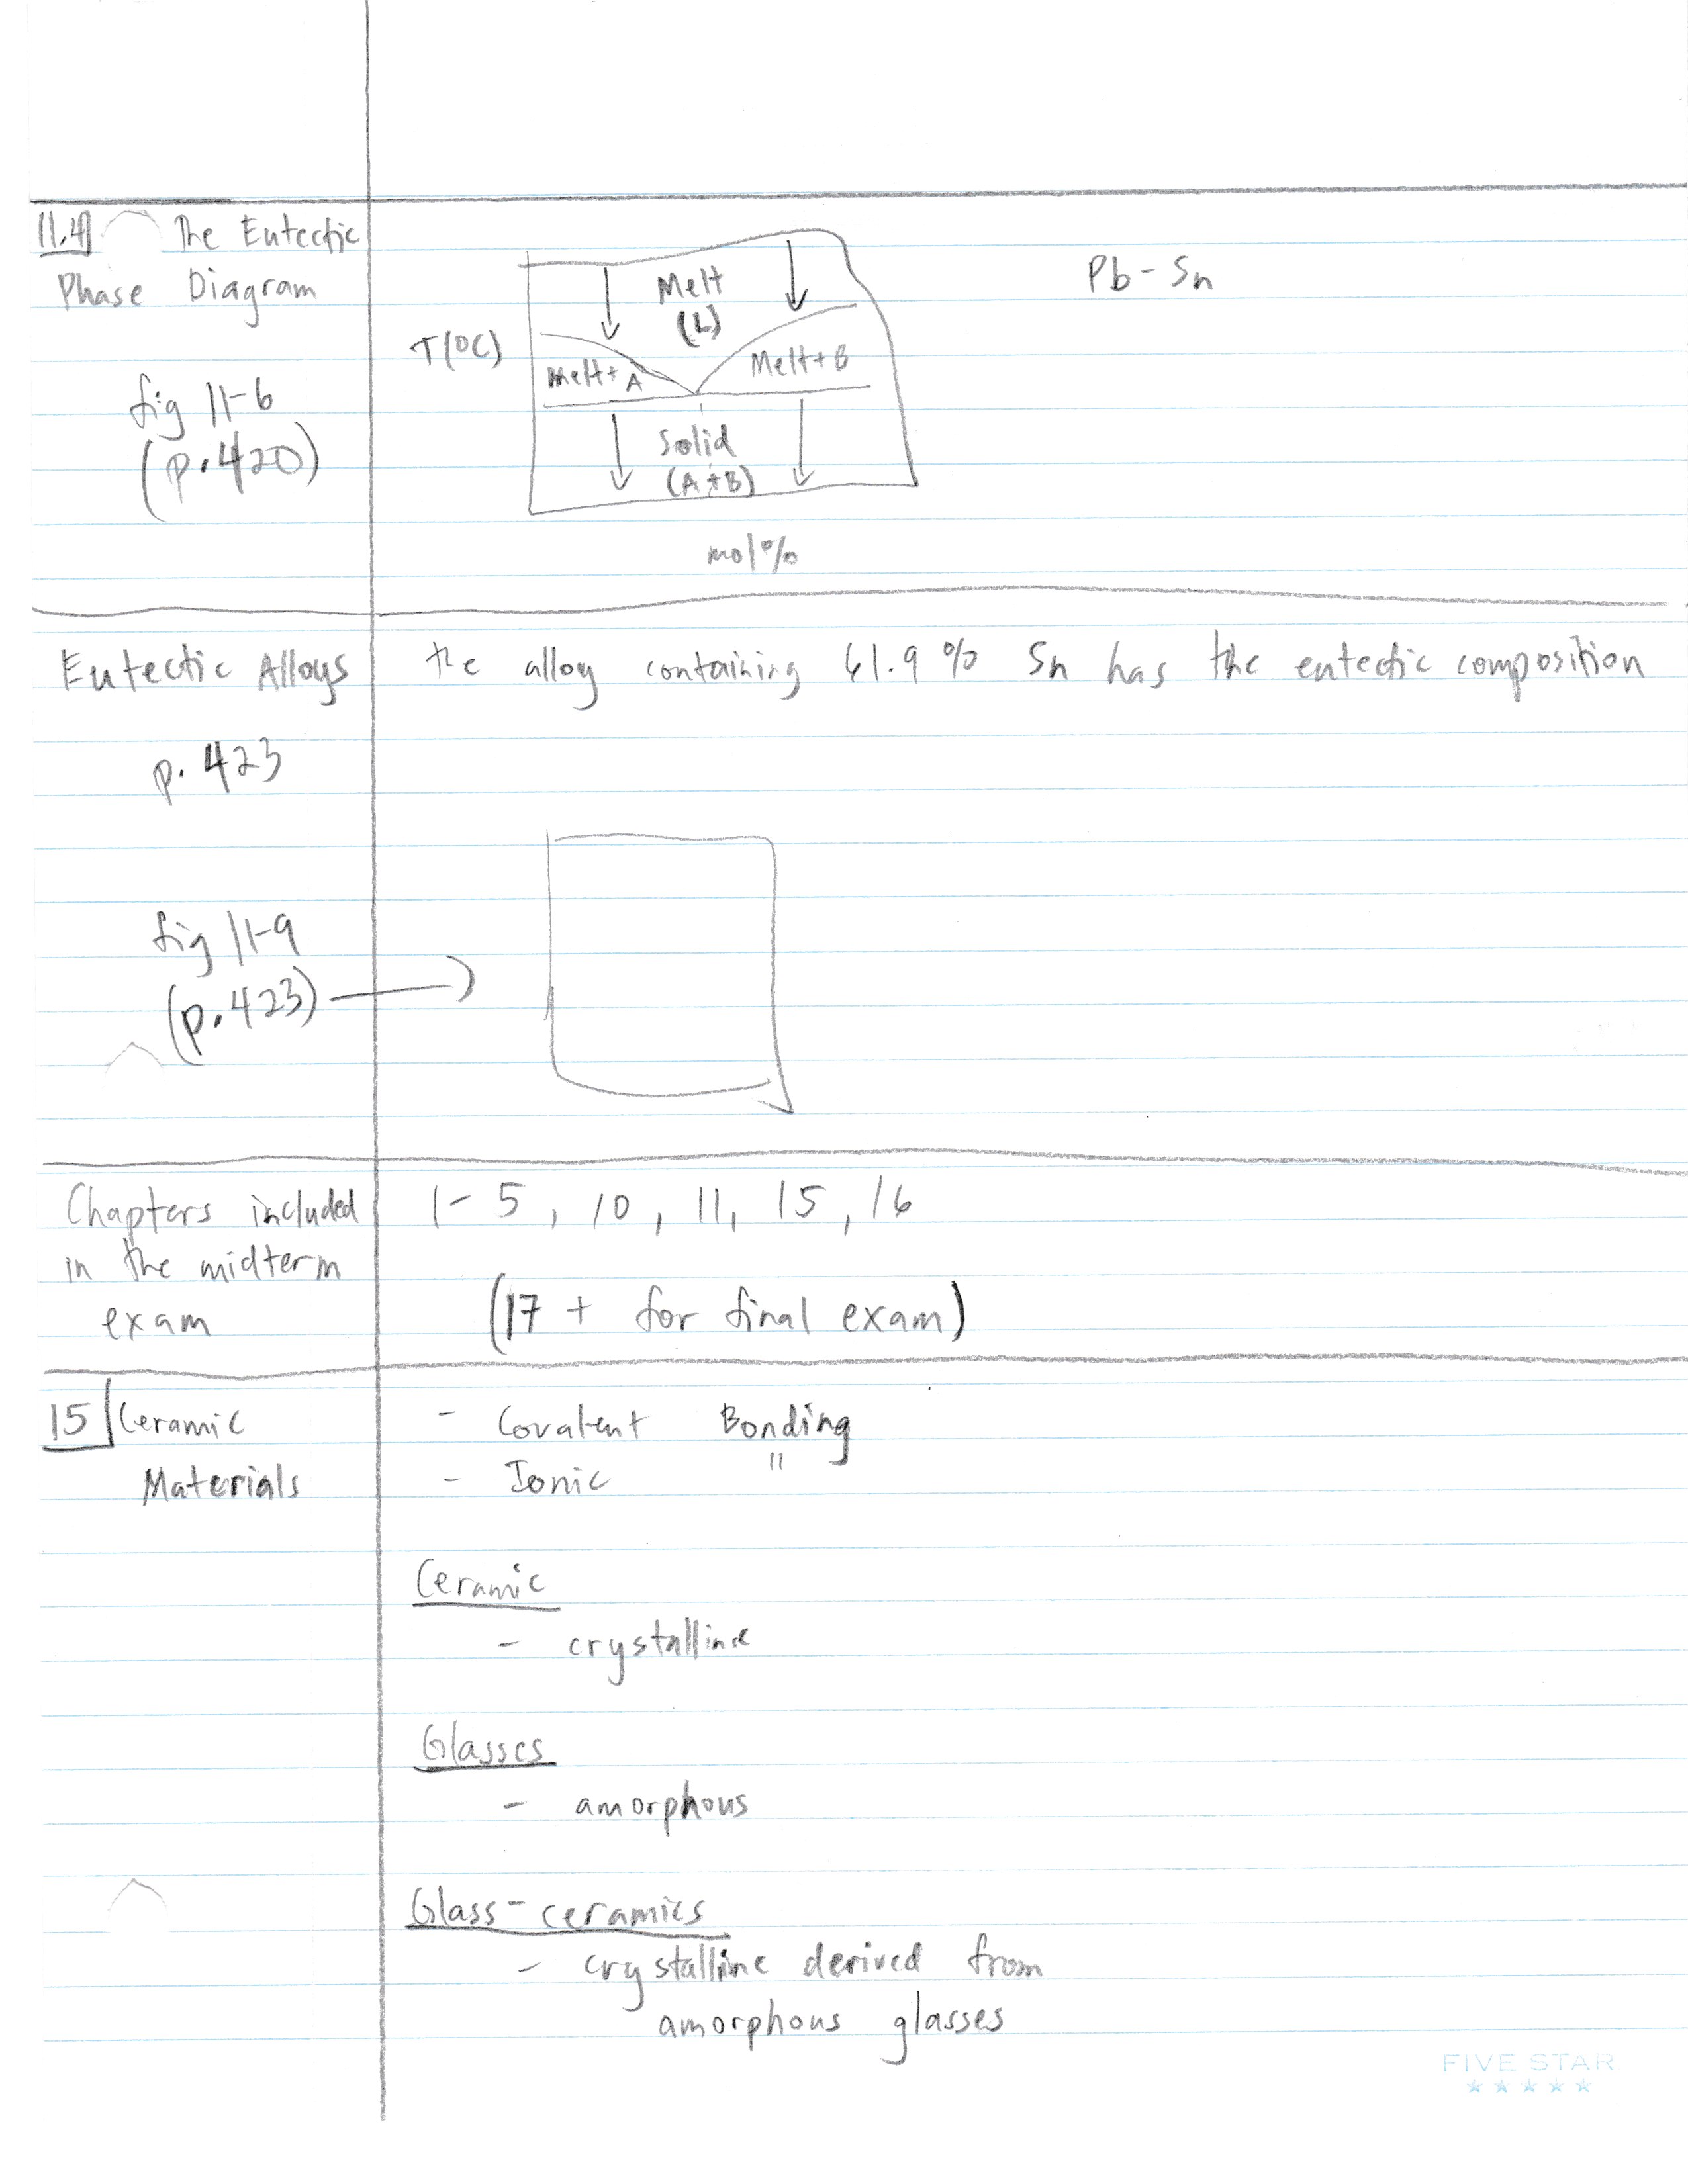 11.4 The Eutectic
Phase Diagram
fig 11-6
(p.420)
T(°C)
Melt
(L)
Melt + A
Melt + B
Solid
(A+B)
mol%
Pb - Sn
Eutectic Alloys
the alloy containing 61.9 % Sn has the eutectic composition
p. 423
fig 11-9
(p.423)
Chapters included
in the midterm
exam
1- 5, 10, 11, 15, 16
(17 + for final exam)
15 Ceramic
Materials
- Covalent Bonding
- Ionic "
Ceramic
- crystalline
Glasses
- amorphous
Glass-ceramics
- crystalline derived from
amorphous glasses
FIVE STAR